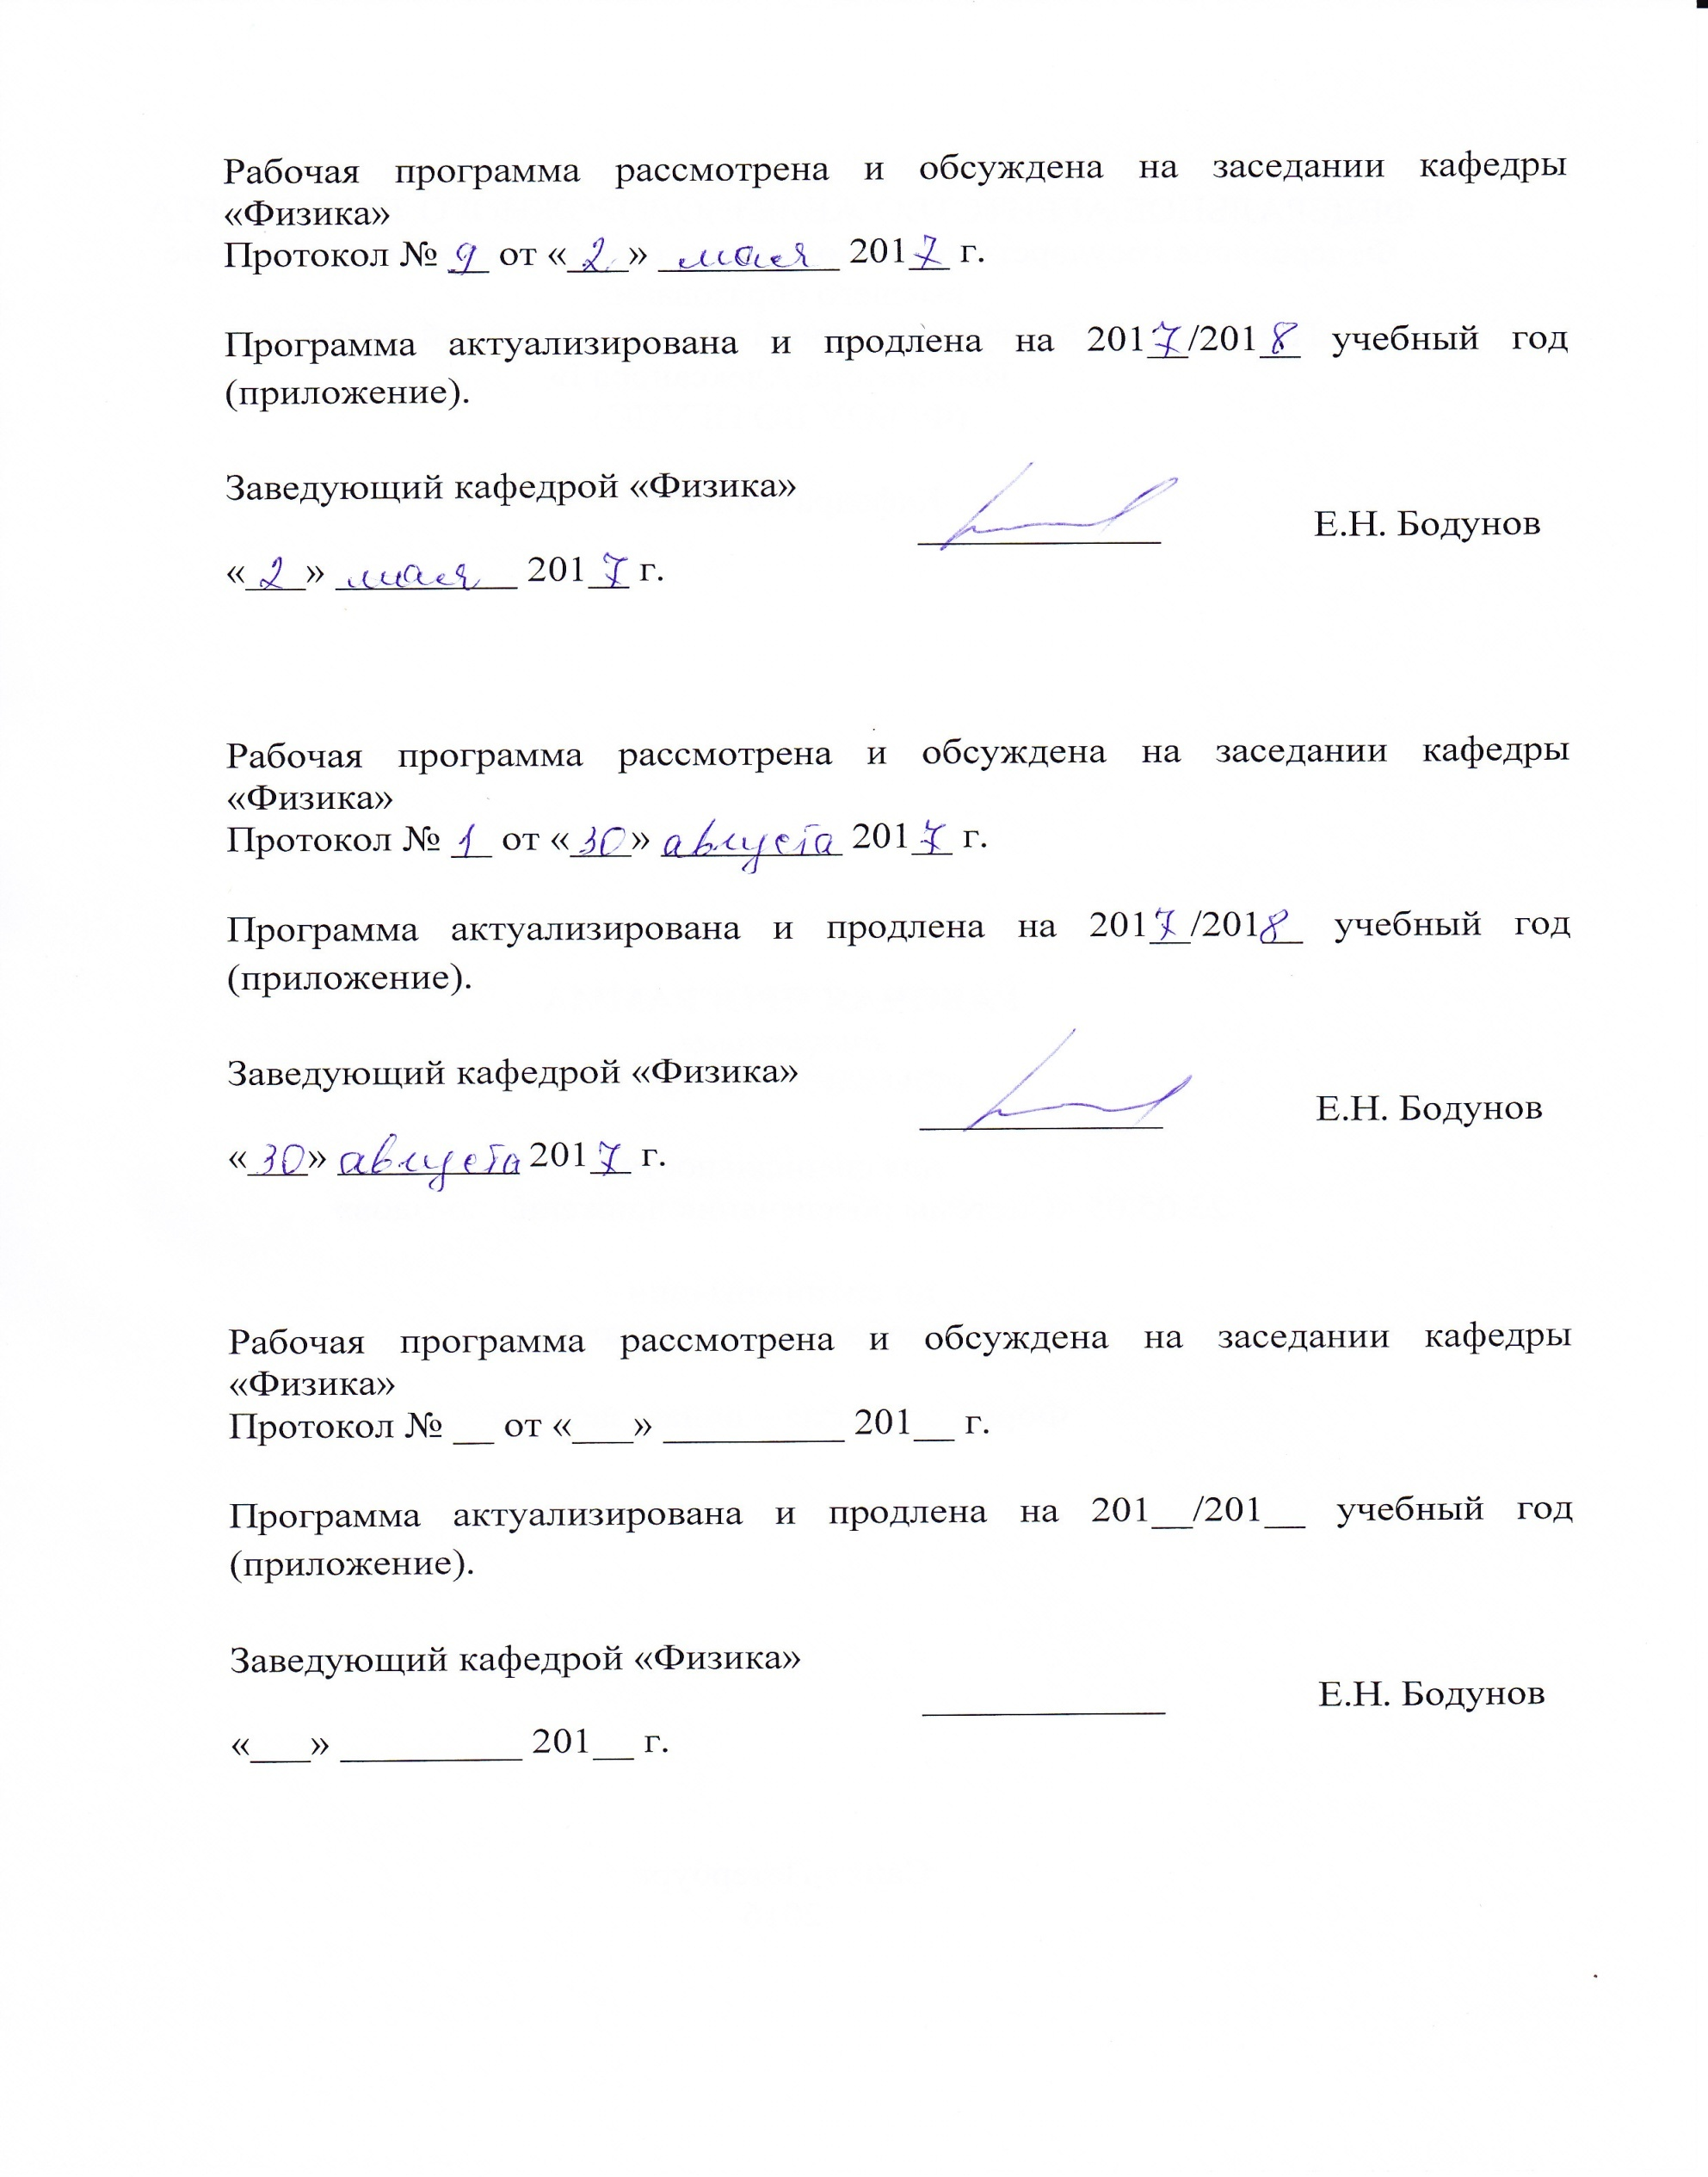 Рабочая программа рассмотрена и обсуждена на заседании кафедры
«Физика»
Протокол № 9 от «2» мая 2017 г.
Программа актуализирована и продлена на 2017/2018 учебный год
(приложение).
Заведующий кафедрой «Физика»
Е.Н. Бодунов
«2» мая 2017 г.
Рабочая программа рассмотрена и обсуждена на заседании кафедры
«Физика»
Протокол № 1 от «30» августа 2017 г.
Программа актуализирована и продлена на 2017/2018 учебный год
(приложение).
Заведующий кафедрой «Физика»
Е.Н. Бодунов
«30» августа 2017 г.
Рабочая программа рассмотрена и обсуждена на заседании кафедры
«Физика»
Протокол № __ от «___» _________ 201__ г.
Программа актуализирована и продлена на 201__/201__ учебный год
(приложение).
Заведующий кафедрой «Физика»
____________ Е.Н. Бодунов
«___» _________ 201__ г.